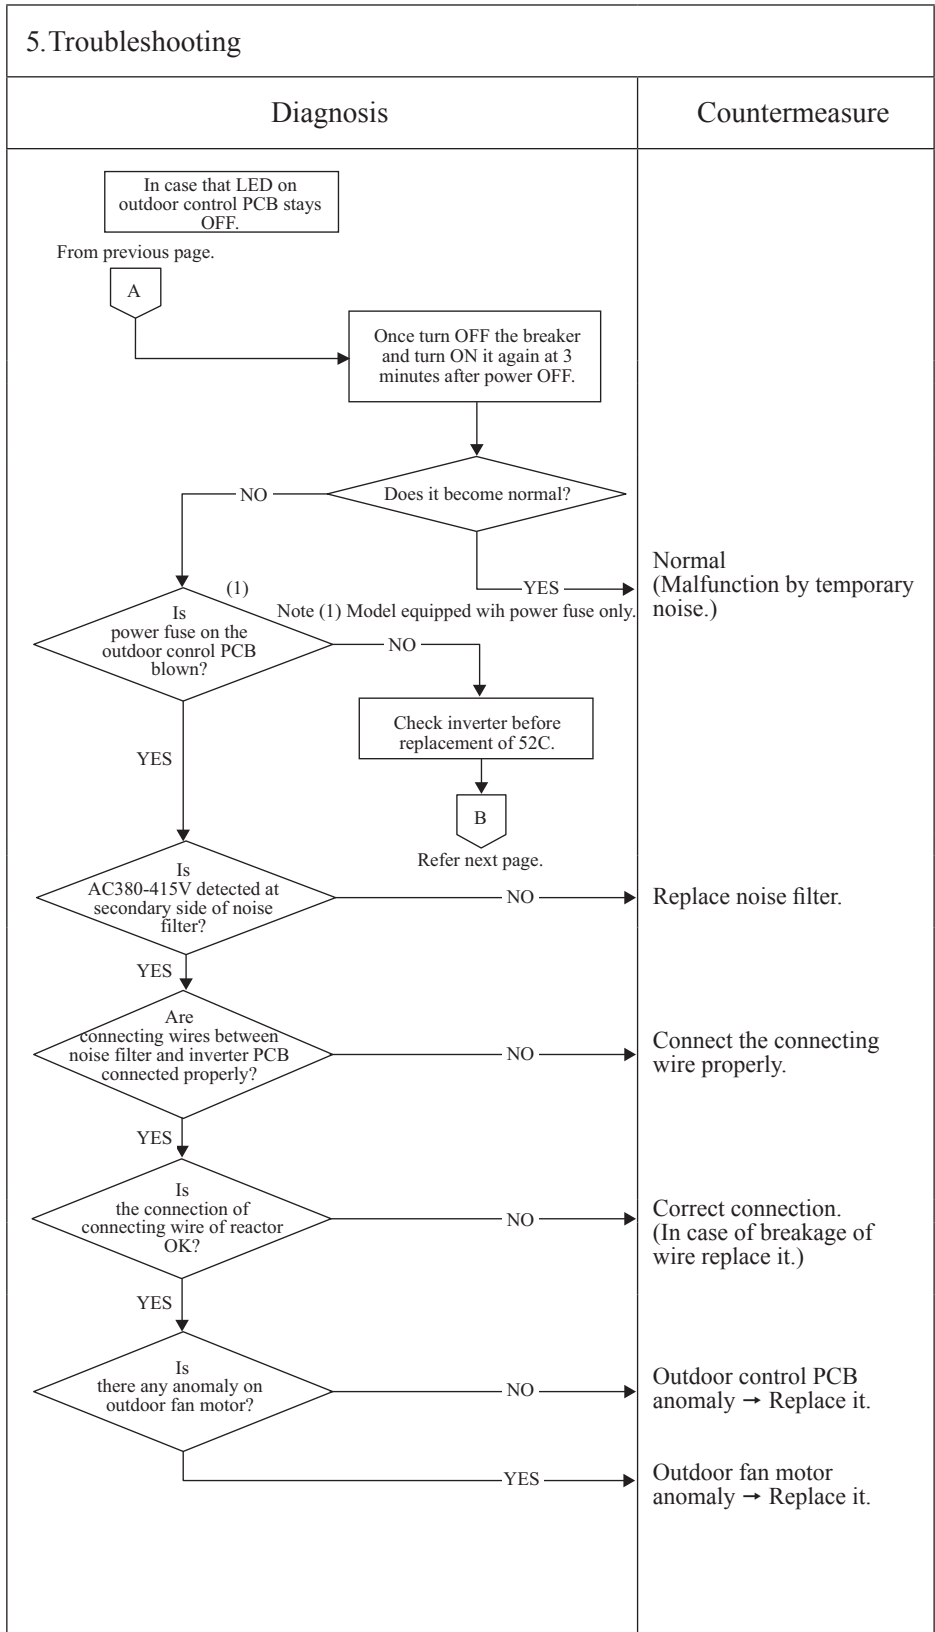 5.Troubleshooting
Diagnosis
Countermeasure
In case that LED on
outdoor control PCB stays
OFF.
From previous page.
A
Once turn OFF the breaker
and turn ON it again at 3
minutes after power OFF.
Does it become normal?
NO
YES
Normal
(Malfunction by temporary
noise.)
(1)
Note (1) Model equipped wih power fuse only.
Is
power fuse on the
outdoor conrol PCB
blown?
NO
Check inverter before
replacement of 52C.
YES
B
Refer next page.
Is
AC380-415V detected at
secondary side of noise
filter?
NO
Replace noise filter.
YES
Are
connecting wires between
noise filter and inverter PCB
connected properly?
NO
Connect the connecting
wire properly.
YES
Is
the connection of
connecting wire of reactor
OK?
NO
Correct connection.
(In case of breakage of
wire replace it.)
YES
Is
there any anomaly on
outdoor fan motor?
NO
Outdoor control PCB
anomaly → Replace it.
YES
Outdoor fan motor
anomaly → Replace it.